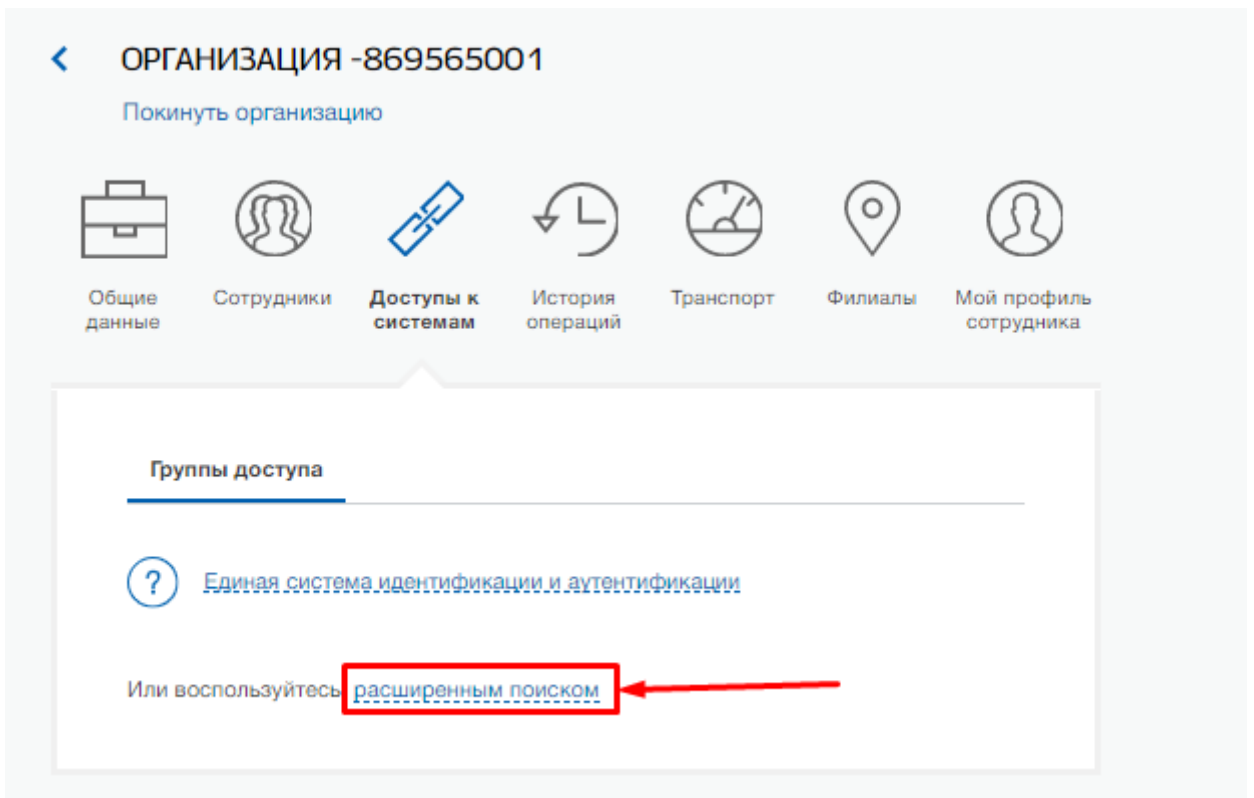 ОРГАНИЗАЦИЯ -869565001
Покинуть организацию
Общие данные
Сотрудники
Доступы к системам
История операций
Транспорт
Филиалы
Мой профиль сотрудника
Группы доступа
?
Единая система идентификации и аутентификации
Или воспользуйтесь расширенным поиском